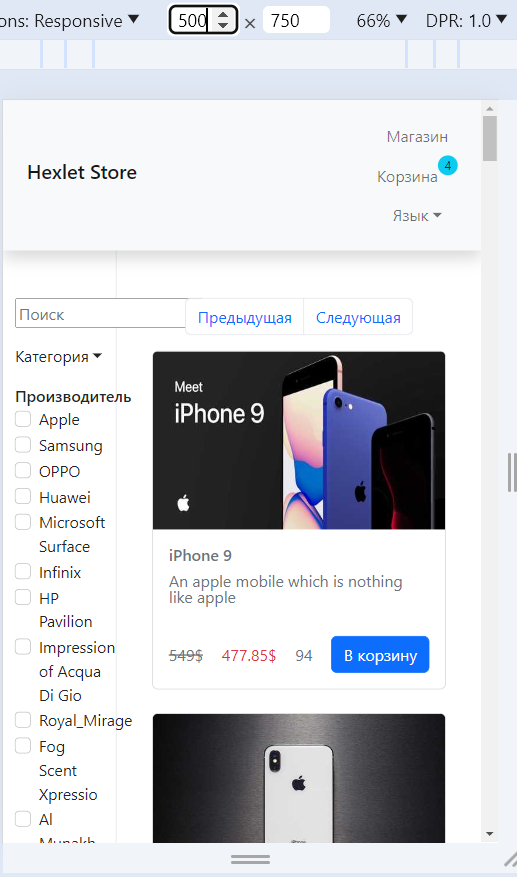 ons: Responsive
500 × 750
66%
DPR: 1.0
Hexlet Store
Магазин
Корзина 4
Язык
Поиск
Предыдущая
Следующая
Категория
Производитель
Apple
Samsung
OPPO
Huawei
Microsoft
Surface
Infinix
HP
Pavilion
Impression
of Acqua
Di Gio
Royal_Mirage
Fog
Scent
Xpressio
Al
Munakh
Meet
iPhone 9
iPhone 9
An apple mobile which is nothing
like apple
549$ 477.85$ 94 В корзину